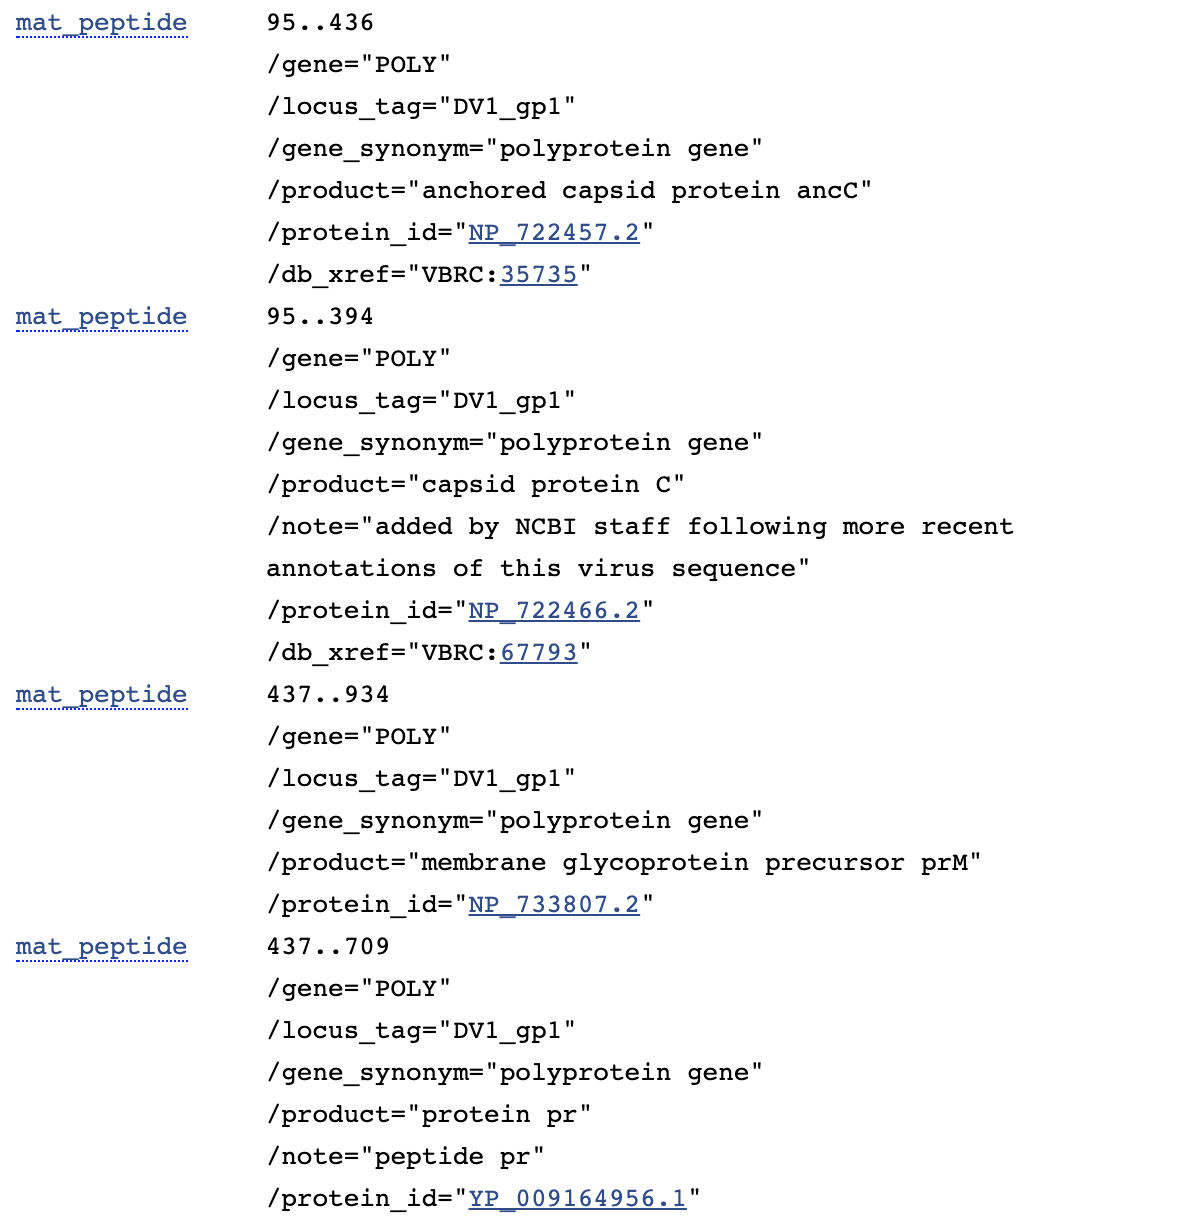 mat_peptide 95..436
/gene="POLY"
/locus_tag="DV1_gp1"
/gene_synonym="polyprotein gene"
/product="anchored capsid protein ancC"
/protein_id="NP_722457.2"
/db_xref="VBRC:35735"
mat_peptide 95..394
/gene="POLY"
/locus_tag="DV1_gp1"
/gene_synonym="polyprotein gene"
/product="capsid protein C"
/note="added by NCBI staff following more recent
annotations of this virus sequence"
/protein_id="NP_722466.2"
/db_xref="VBRC:67793"
mat_peptide 437..934
/gene="POLY"
/locus_tag="DV1_gp1"
/gene_synonym="polyprotein gene"
/product="membrane glycoprotein precursor prM"
/protein_id="NP_733807.2"
mat_peptide 437..709
/gene="POLY"
/locus_tag="DV1_gp1"
/gene_synonym="polyprotein gene"
/product="protein pr"
/note="peptide pr"
/protein_id="YP_009164956.1"